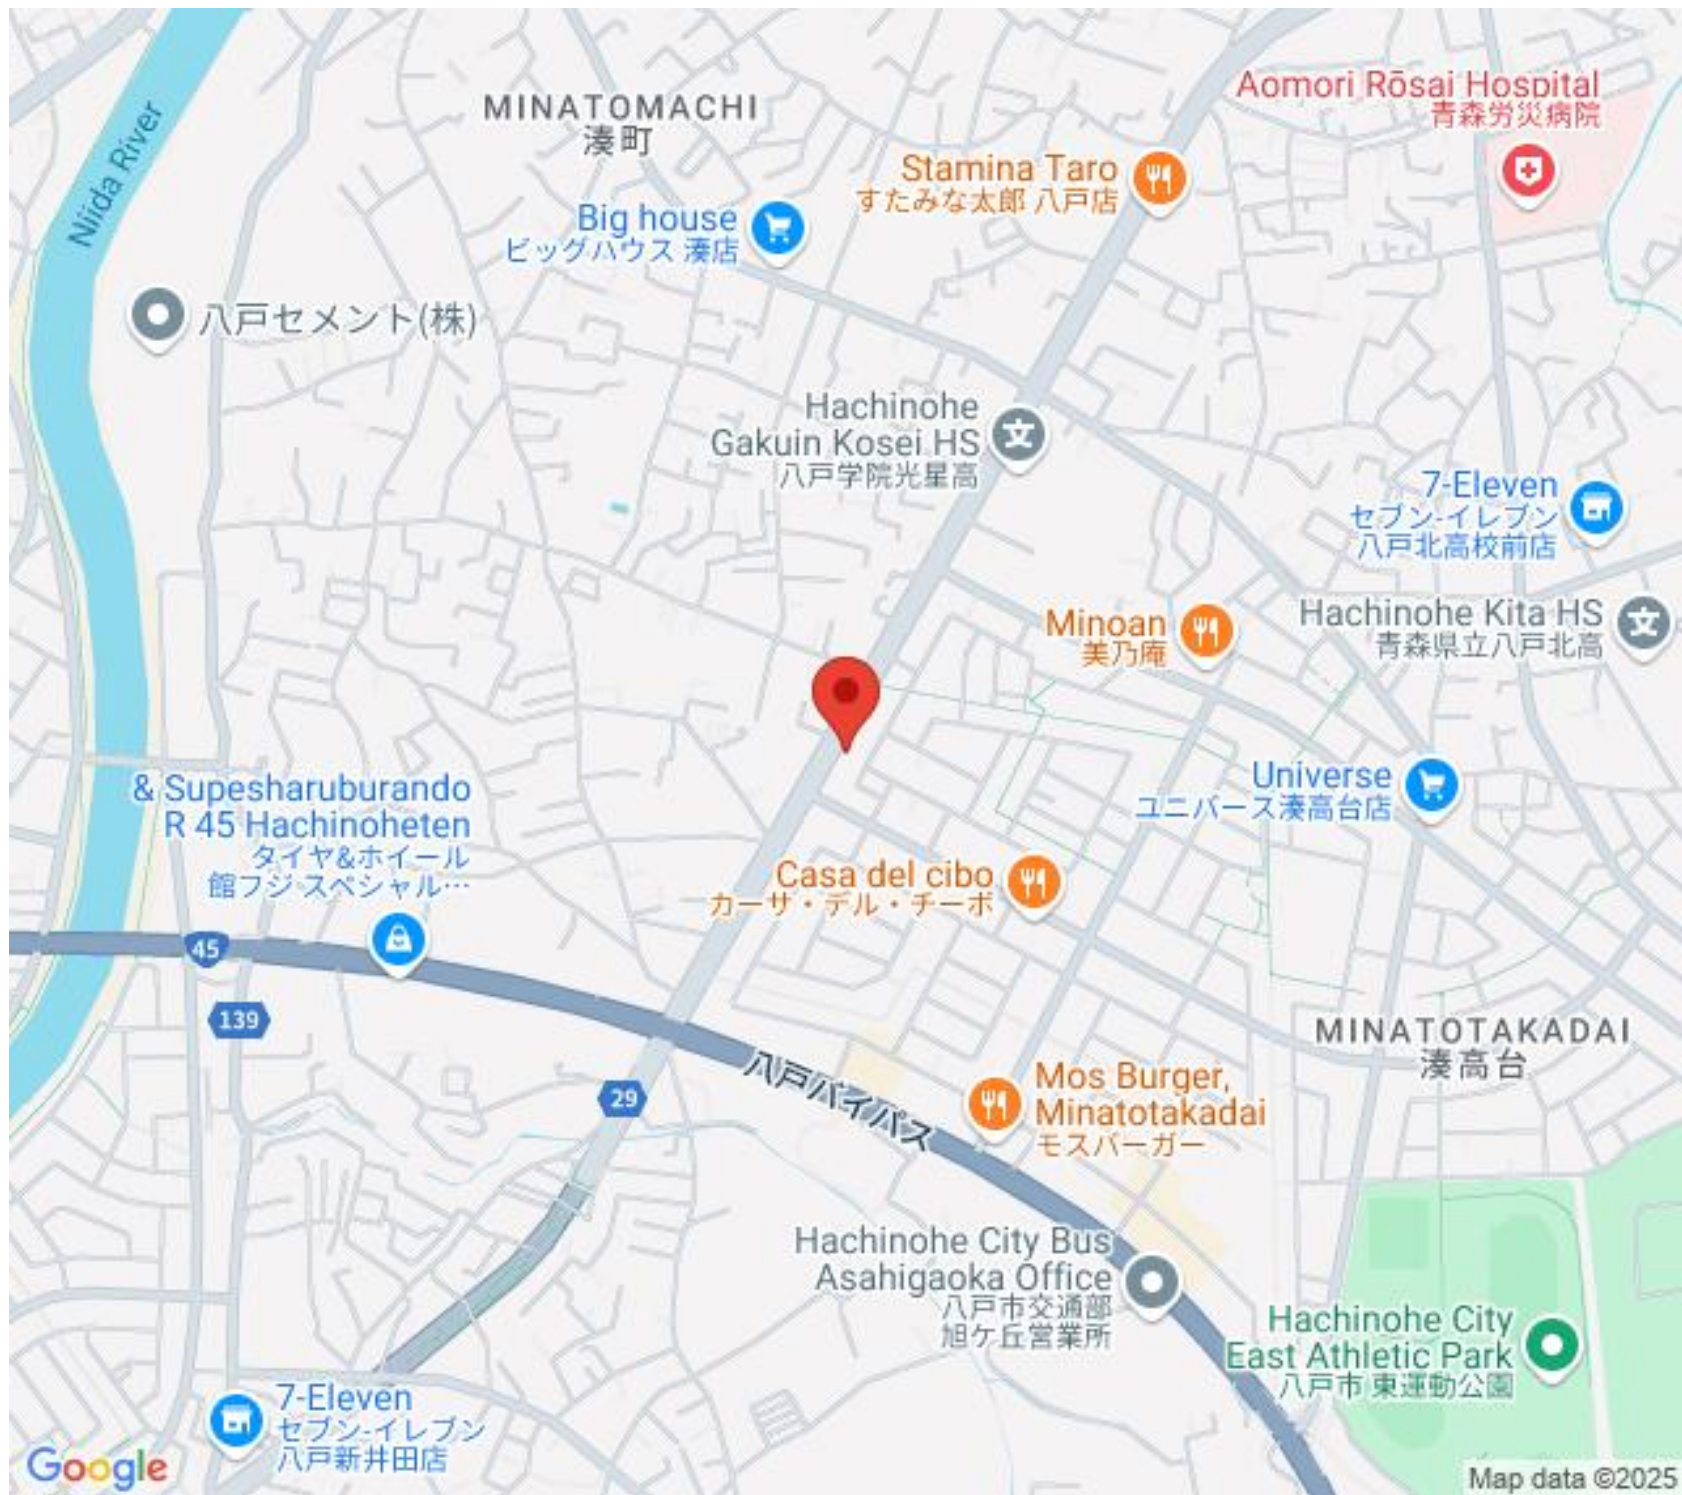 Aomori Rōsai Hospital
青森労災病院
MINATOMACHI
湊町
Niida River
Stamina Taro
すたみな太郎 八戸店
Big house
ビッグハウス 湊店
八戸セメント(株)
Hachinohe
Gakuin Kosei HS
八戸学院光星高
7-Eleven
セブン-イレブン
八戸北高校前店
Minoan
美乃庵
Hachinohe Kita HS
青森県立八戸北高
& Supesharuburando
R 45 Hachinoheten
タイヤ&ホイール
館フジ スペシャル…
Universe
ユニバース湊高台店
Casa del cibo
カーサ・デル・チーボ
45
139
MINATOTAKADAI
湊高台
八戸バイパス
29
Mos Burger,
Minatotakadai
モスバーガー
Hachinohe City Bus
Asahigaoka Office
八戸市交通部
旭ケ丘営業所
Hachinohe City
East Athletic Park
八戸市 東運動公園
7-Eleven
セブン-イレブン
八戸新井田店
Google
Map data ©2025